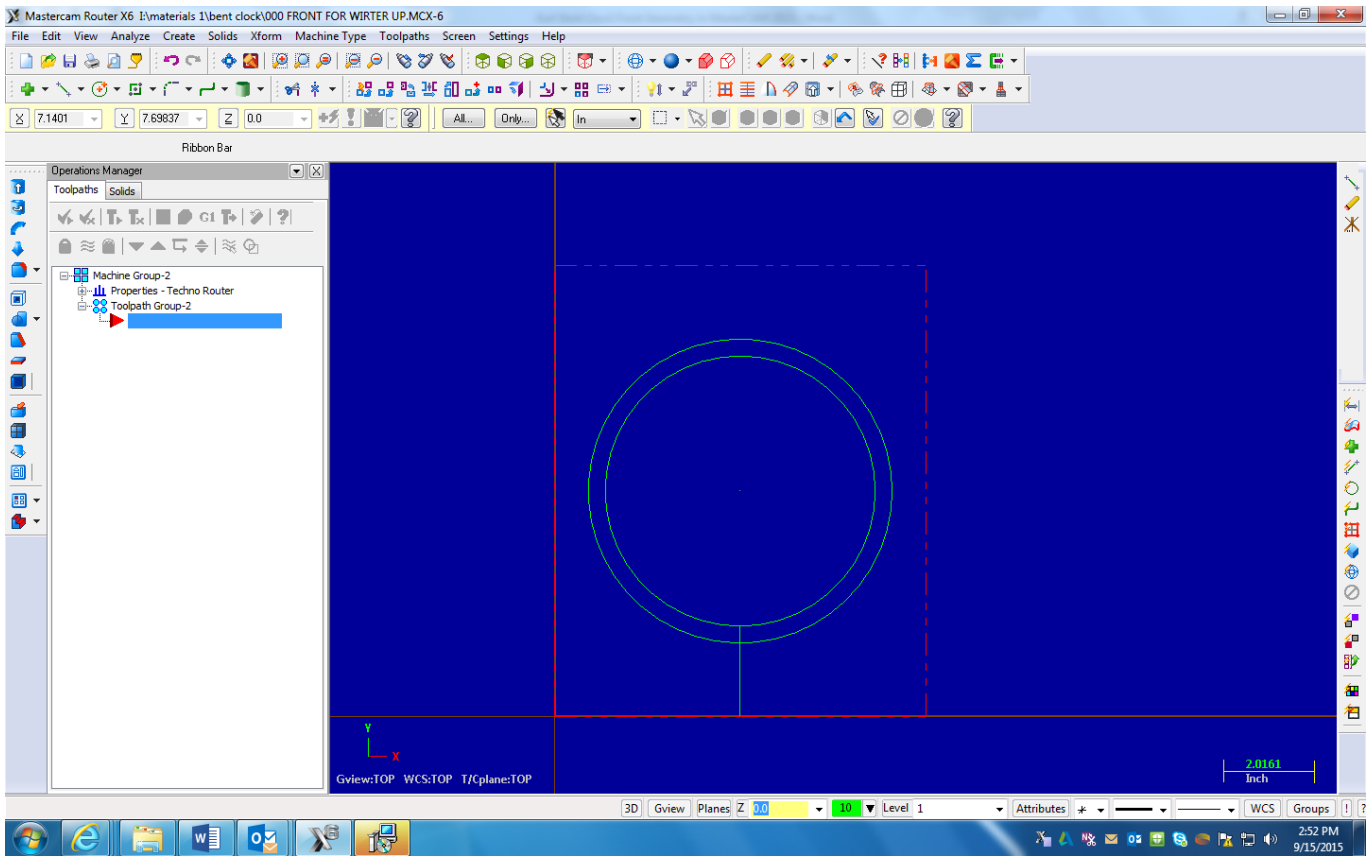 Mastercam Router X6 I:\materials 1\bent clock\000 FRONT FOR WIRTER UP.MCX-6
File Edit View Analyze Create Solids Xform Machine Type Toolpaths Screen Settings Help
X 7.1401 Y 7.69837 Z 0.0 All... Only... In
Ribbon Bar
Operations Manager
Toolpaths Solids
G1
Machine Group-2
Properties - Techno Router
Toolpath Group-2
Y
X
Gview:TOP WCS:TOP T/Cplane:TOP
2.0161
Inch
3D Gview Planes Z 0.0 10 Level 1 Attributes WCS Groups ! ?
2:52 PM
9/15/2015